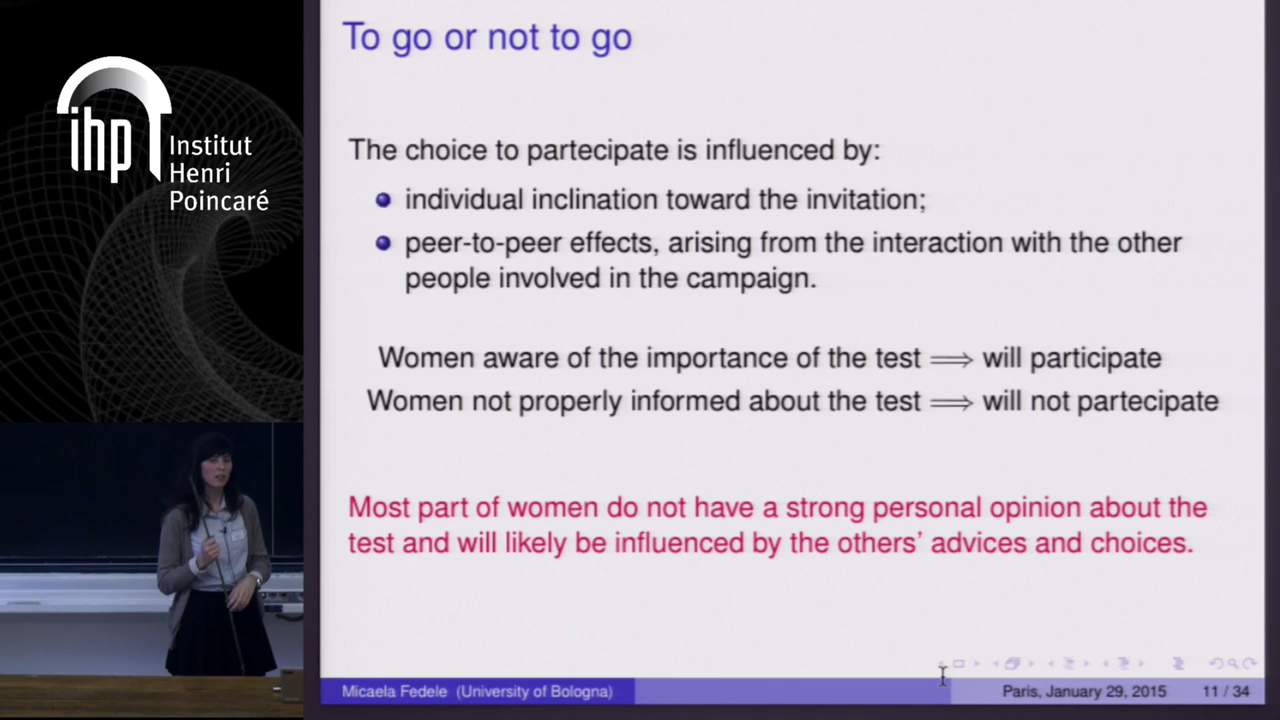 ihp
Institut
Henri
Poincaré
To go or not to go
The choice to partecipate is influenced by:
individual inclination toward the invitation;
peer-to-peer effects, arising from the interaction with the other
people involved in the campaign.
Women aware of the importance of the test ⟹ will participate
Women not properly informed about the test ⟹ will not partecipate
Most part of women do not have a strong personal opinion about the
test and will likely be influenced by the others' advices and choices.
Micaela Fedele (University of Bologna) Paris, January 29, 2015 11 / 34